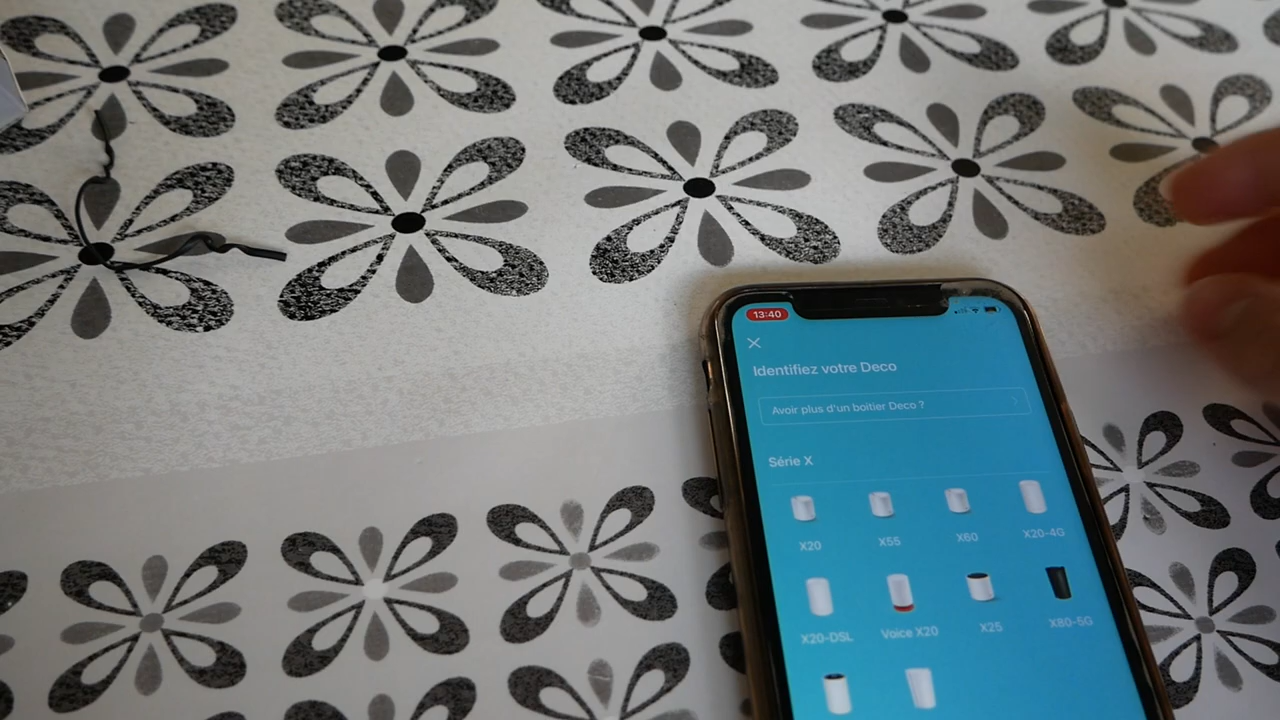 13:40
Identifiez votre Deco
Avoir plus d'un boitier Deco ?
Série X
X20
X55
X60
X20-4G
X20-DSL
Voice X20
X25
X80-5G